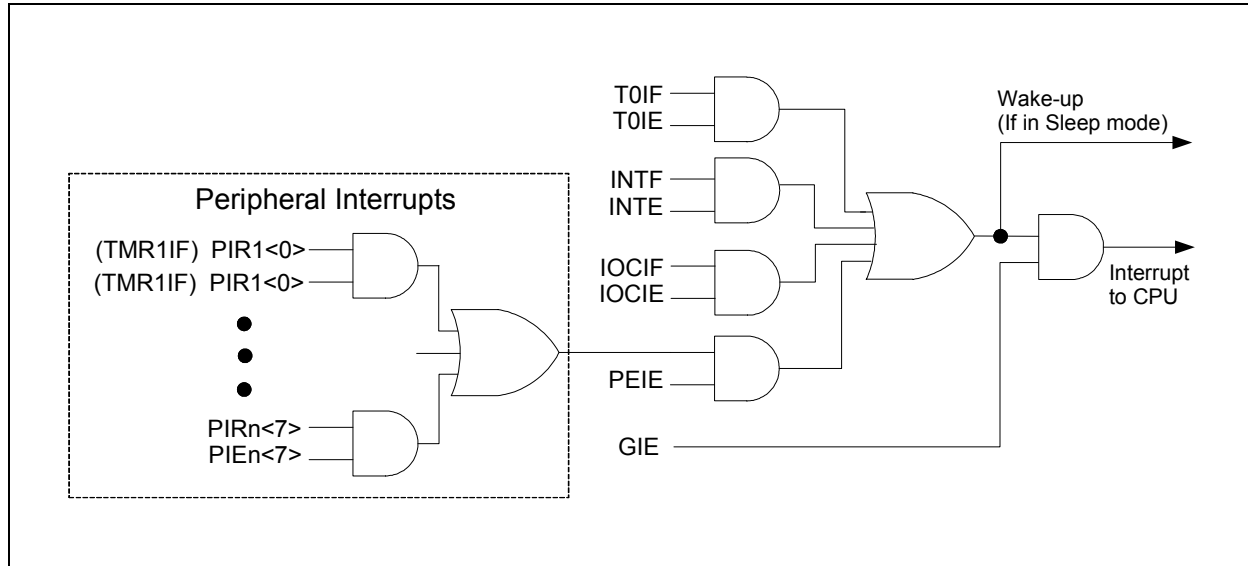 Peripheral Interrupts
(TMR1IF) PIR1<0>
(TMR1IF) PIR1<0>
PIRn<7>
PIEn<7>
T0IF
T0IE
INTF
INTE
IOCIF
IOCIE
PEIE
GIE
Wake-up
(If in Sleep mode)
Interrupt
to CPU